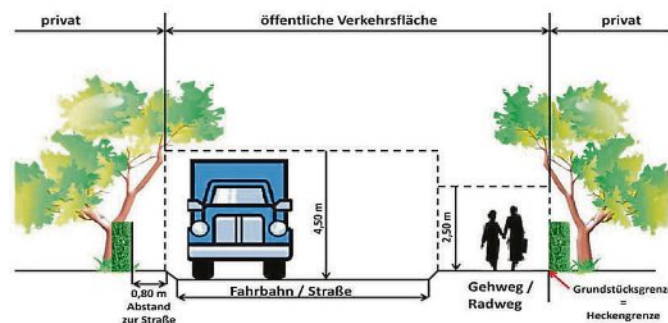 privat
öffentliche Verkehrsfläche
privat
4,50 m
2,50 m
0,80 m
Abstand
zur Straße
Fahrbahn / Straße
Gehweg /
Radweg
Grundstücksgrenze
=
Heckengrenze